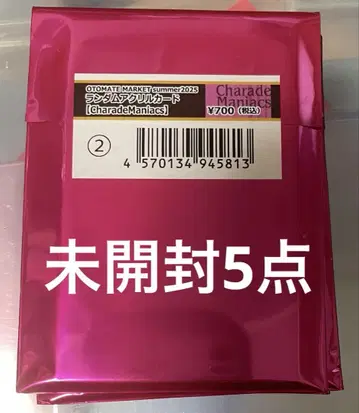 OTOMATE MARKET summer2025
ランダムアクリルカード
【CharadeManiacs】
Charade
Maniacs
¥700（税込）
②
4 570134 945813
未開封5点